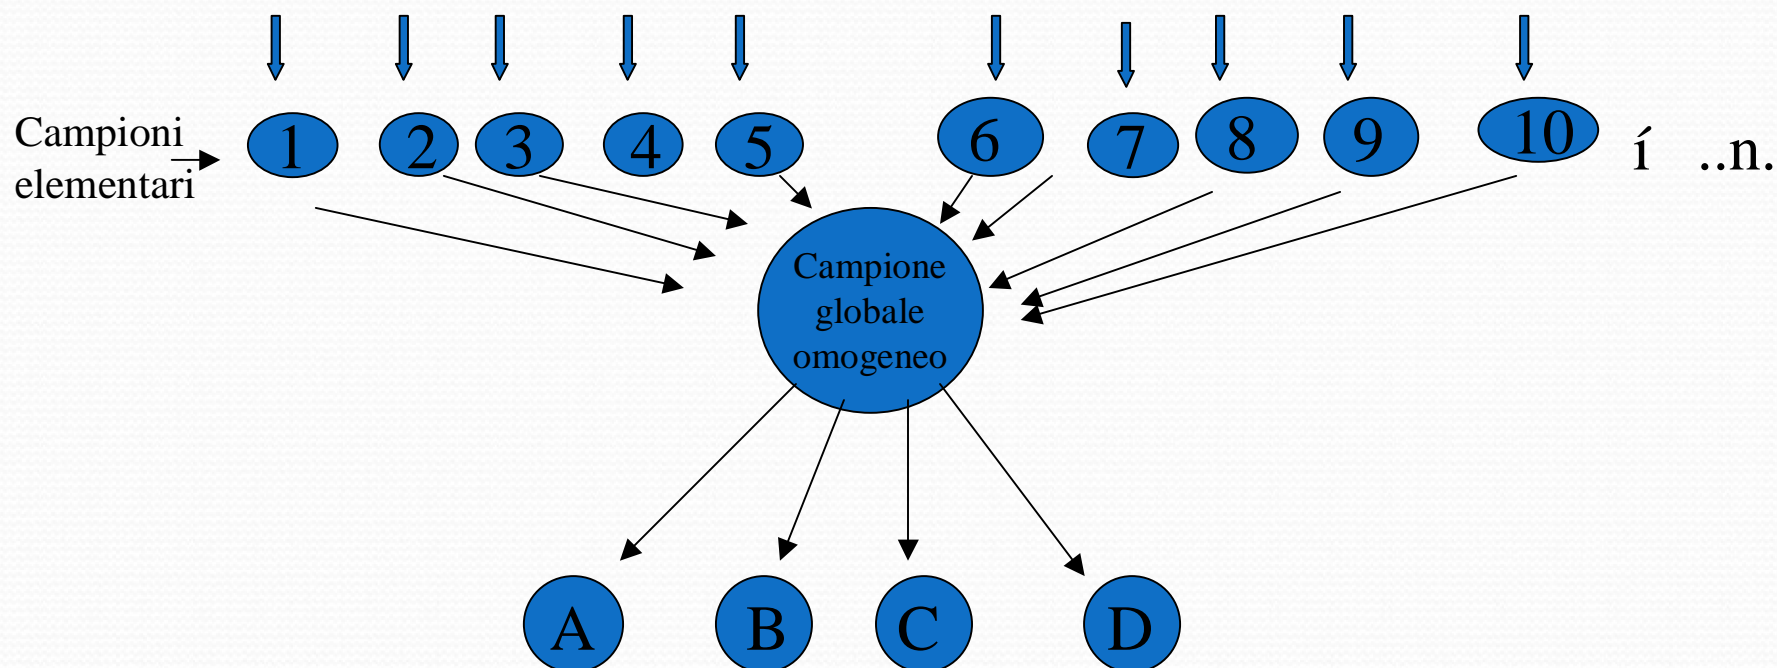 Campioni
elementari
1 2 3 4 5 6 7 8 9 10 í ..n.
Campione
globale
omogeneo
A B C D